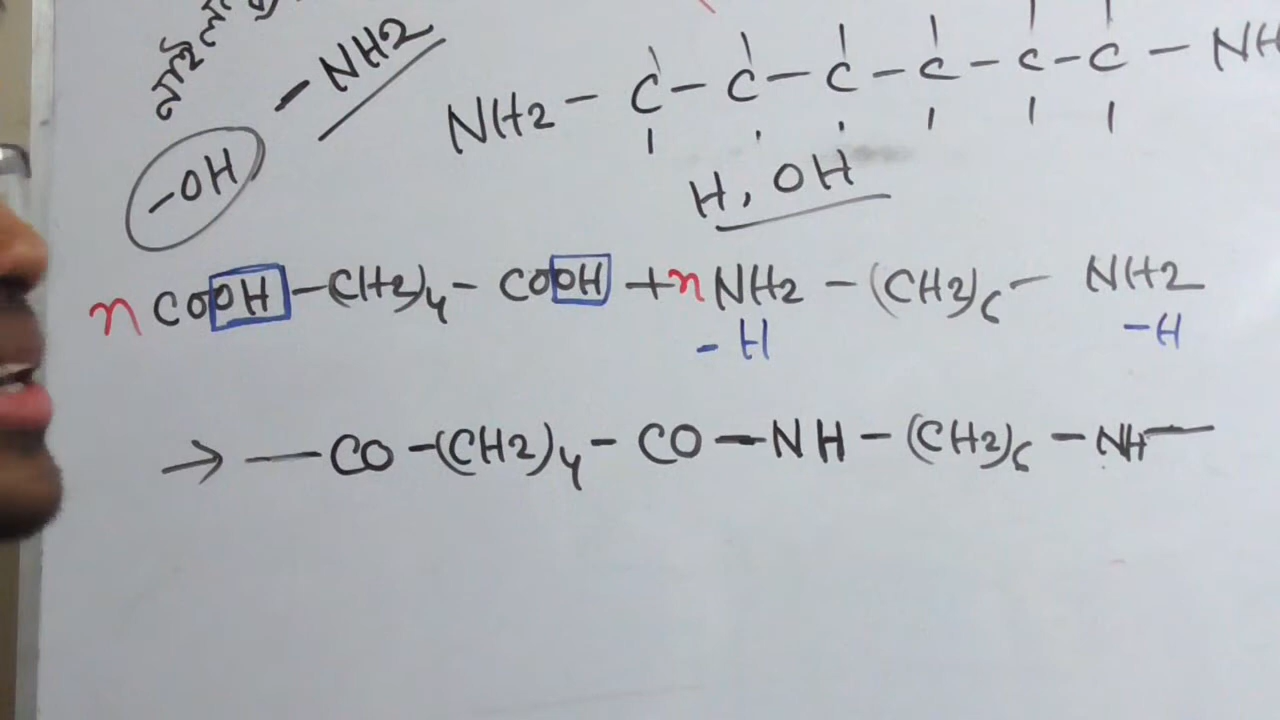 নাইল
-NH2
-OH
NH2 - C - C - C - C - C - C - NH
H, OH
n COOH -(CH2)4 - COOH + n NH2 - (CH2)6 - NH2
- H -H
→ — CO -(CH2)4 - CO — NH - (CH2)6 - NH —